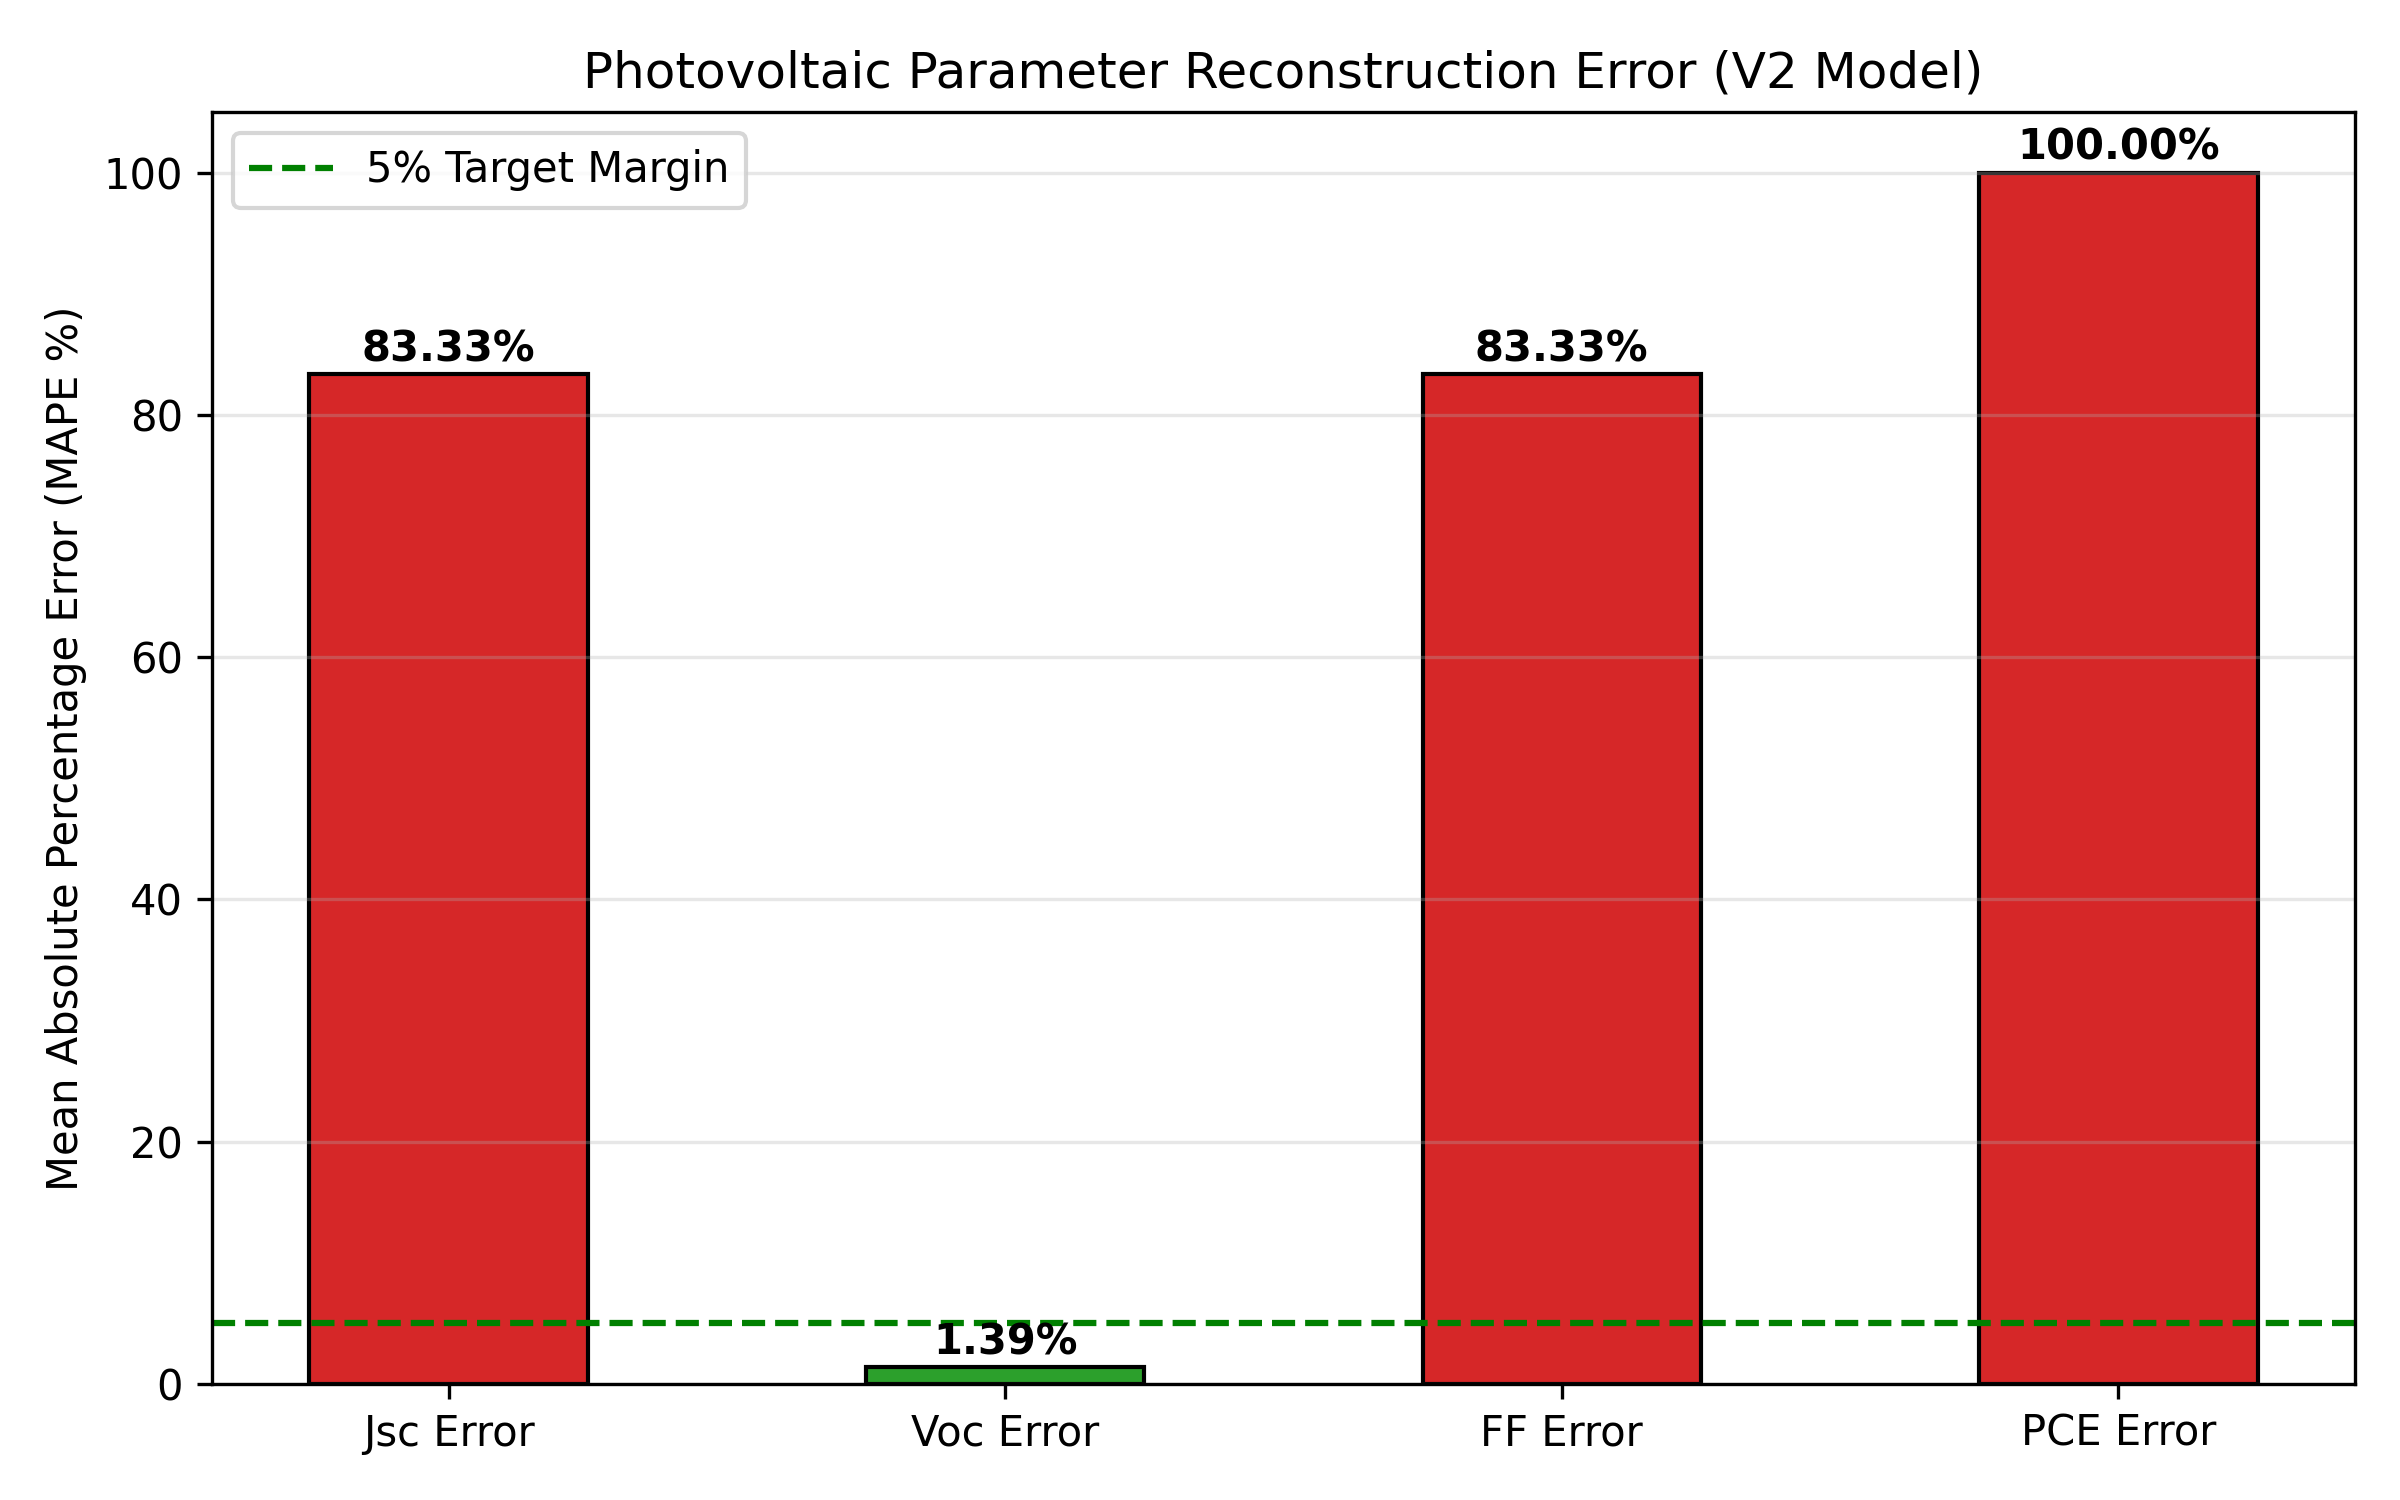 Photovoltaic Parameter Reconstruction Error (V2 Model)
5% Target Margin
Mean Absolute Percentage Error (MAPE %)
100
80
60
40
20
0
83.33%
1.39%
83.33%
100.00%
Jsc Error
Voc Error
FF Error
PCE Error